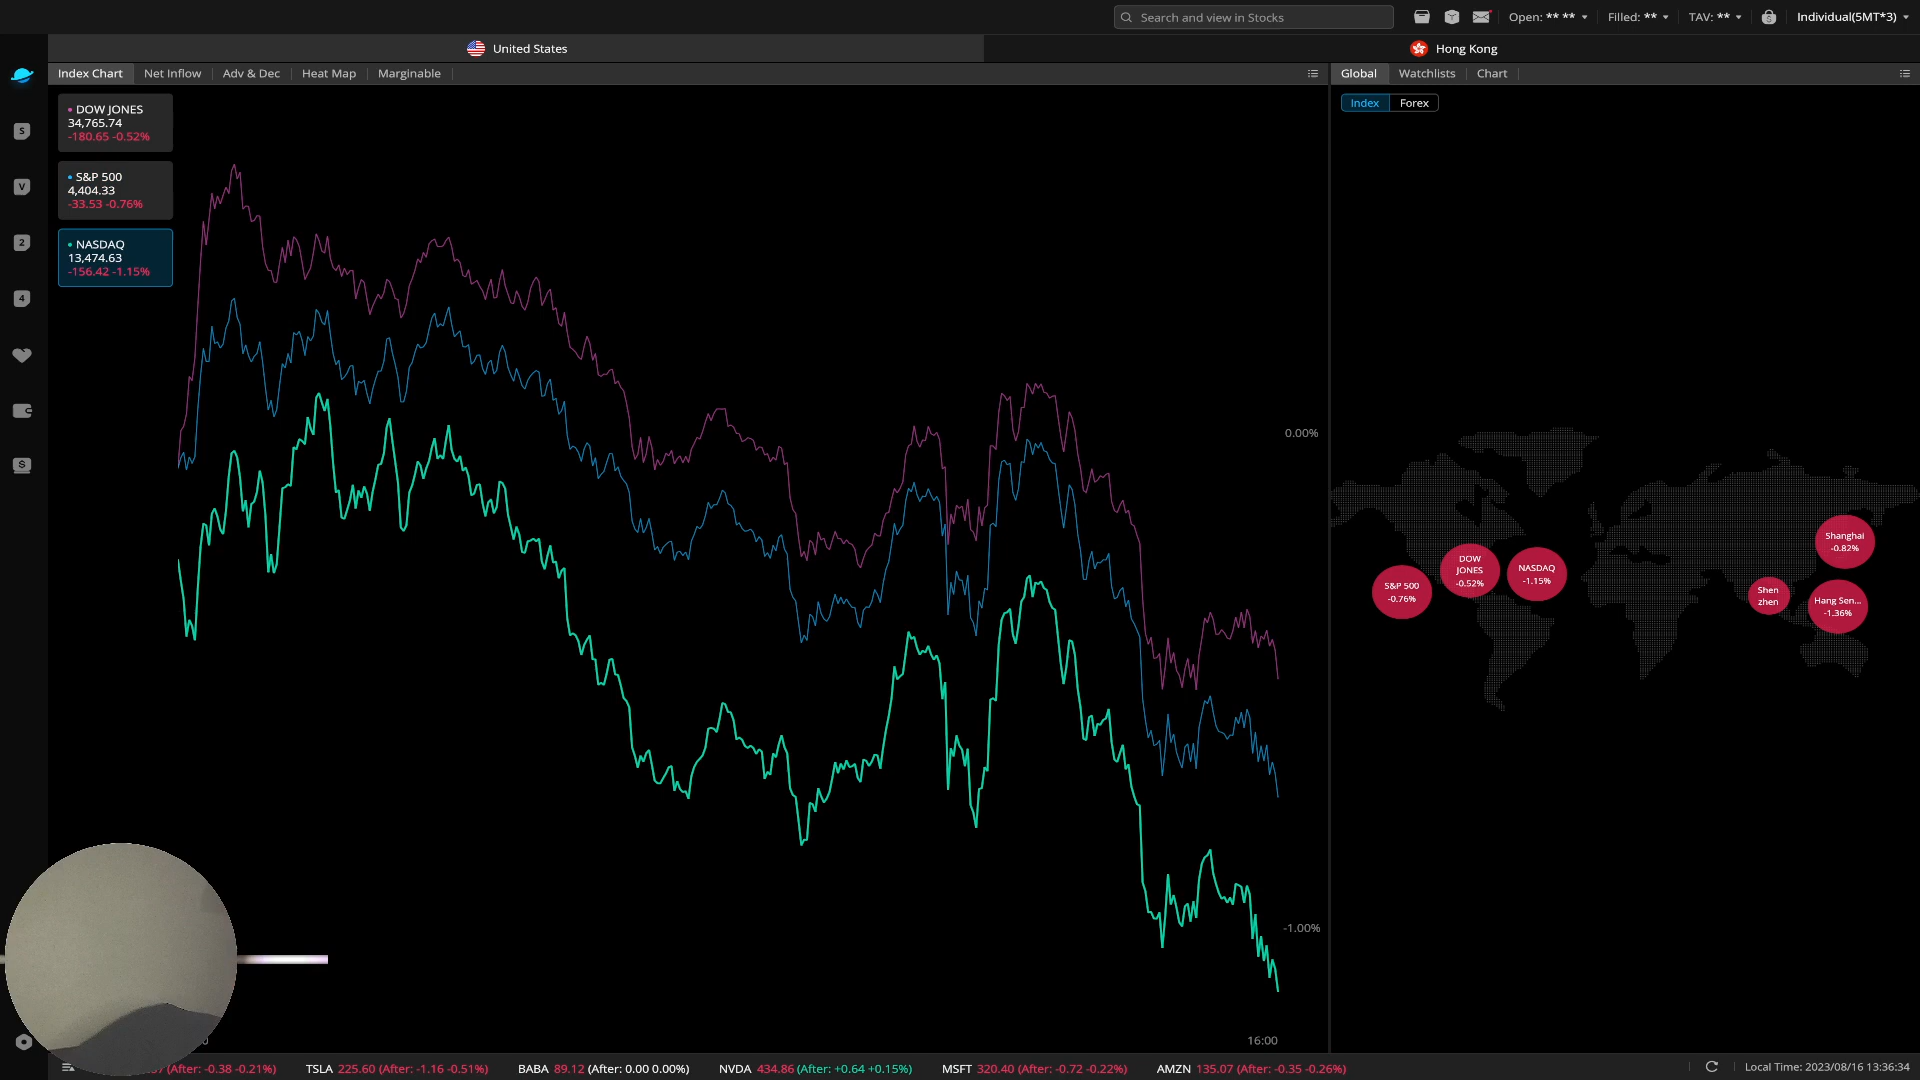 Search and view in Stocks
Open: ** **
Filled: **
TAV: **
Individual(5MT*3)
United States
Hong Kong
Index Chart
Net Inflow
Adv & Dec
Heat Map
Marginable
Global
Watchlists
Chart
Index
Forex
DOW JONES
34,765.74
-180.65 -0.52%
S&P 500
4,404.33
-33.53 -0.76%
NASDAQ
13,474.63
-156.42 -1.15%
S
V
2
4
$
0.00%
-1.00%
16:00
S&P 500
-0.76%
DOW
JONES
-0.52%
NASDAQ
-1.15%
Shanghai
-0.82%
Shen
zhen
Hang Sen...
-1.36%
(After: -0.38 -0.21%)
TSLA 225.60 (After: -1.16 -0.51%)
BABA 89.12 (After: 0.00 0.00%)
NVDA 434.86 (After: +0.64 +0.15%)
MSFT 320.40 (After: -0.72 -0.22%)
AMZN 135.07 (After: -0.35 -0.26%)
Local Time: 2023/08/16 13:36:34